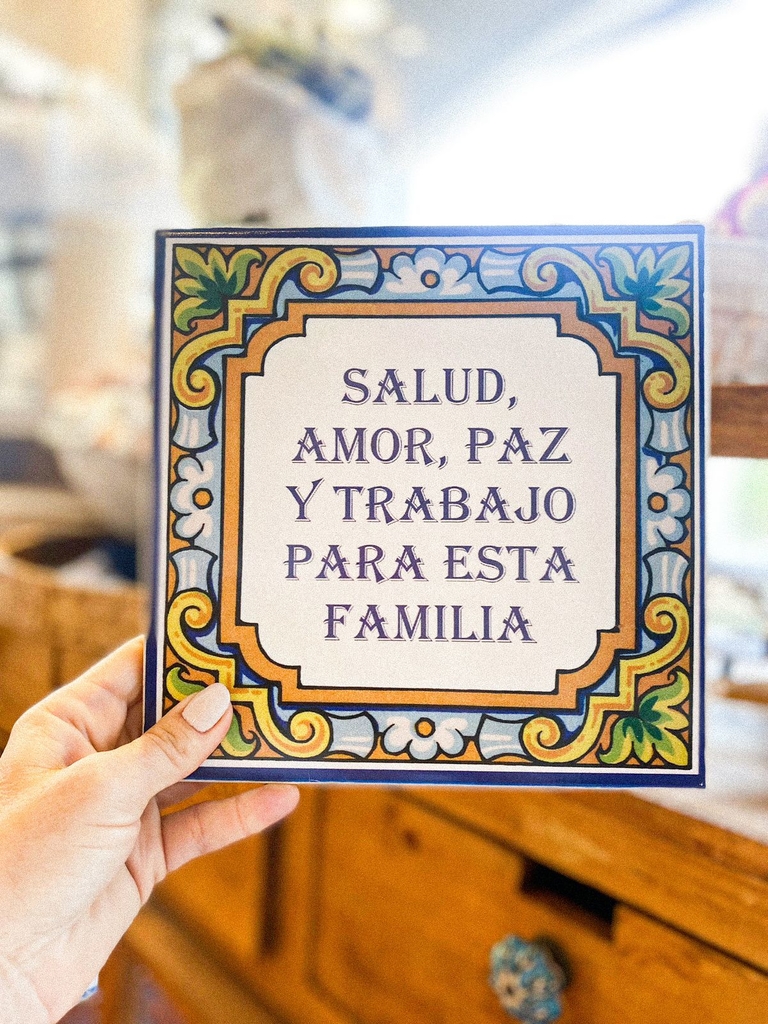 SALUD,
AMOR, PAZ
Y TRABAJO
PARA ESTA
FAMILIA